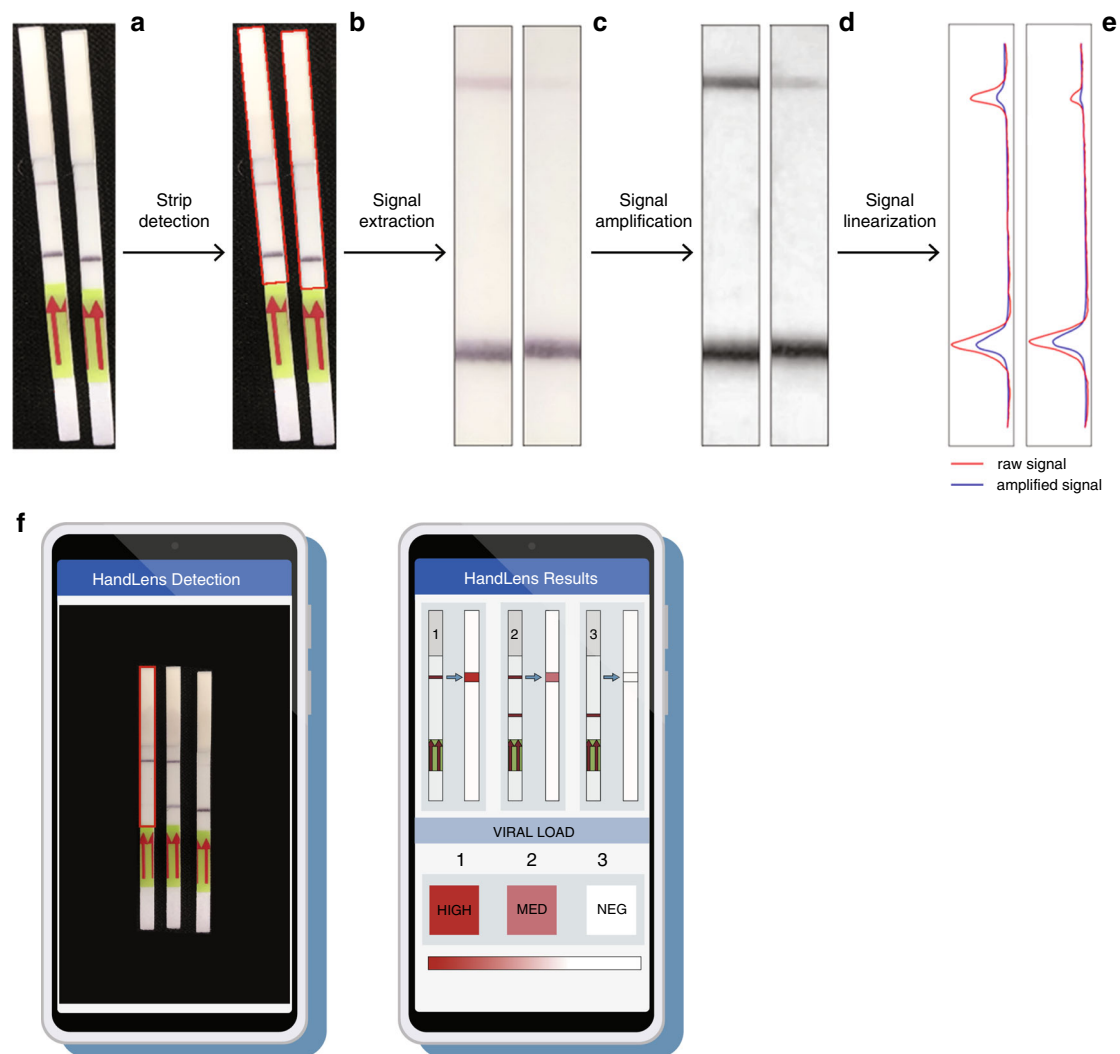 a
b
c
d
e
Strip
detection
Signal
extraction
Signal
amplification
Signal
linearization
raw signal
amplified signal
f
HandLens Detection
HandLens Results
1
2
3
VIRAL LOAD
1 2 3
HIGH MED NEG